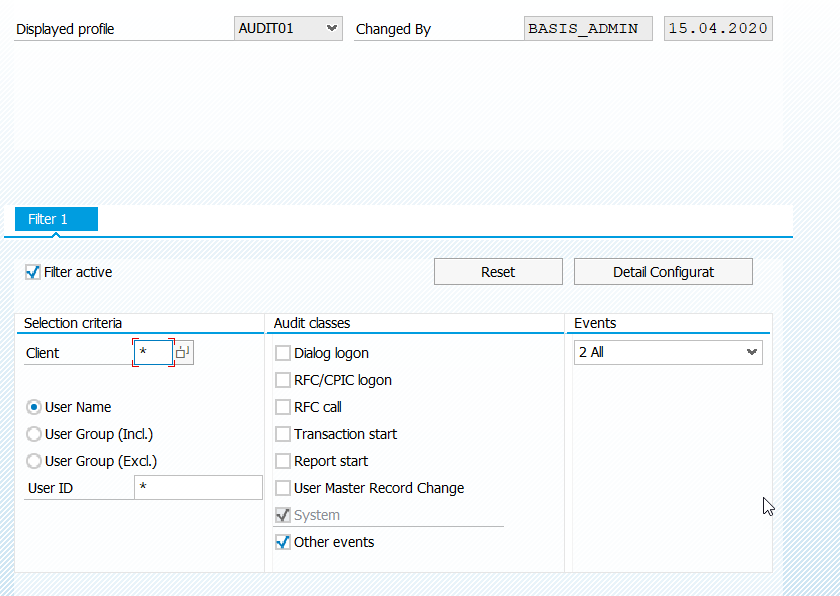 Displayed profile AUDIT01 Changed By BASIS_ADMIN 15.04.2020
Filter 1
Filter active Reset Detail Configurat
Selection criteria Audit classes Events
Client * Dialog logon 2 All
RFC/CPIC logon
User Name RFC call
User Group (Incl.) Transaction start
User Group (Excl.) Report start
User ID * User Master Record Change
System
Other events